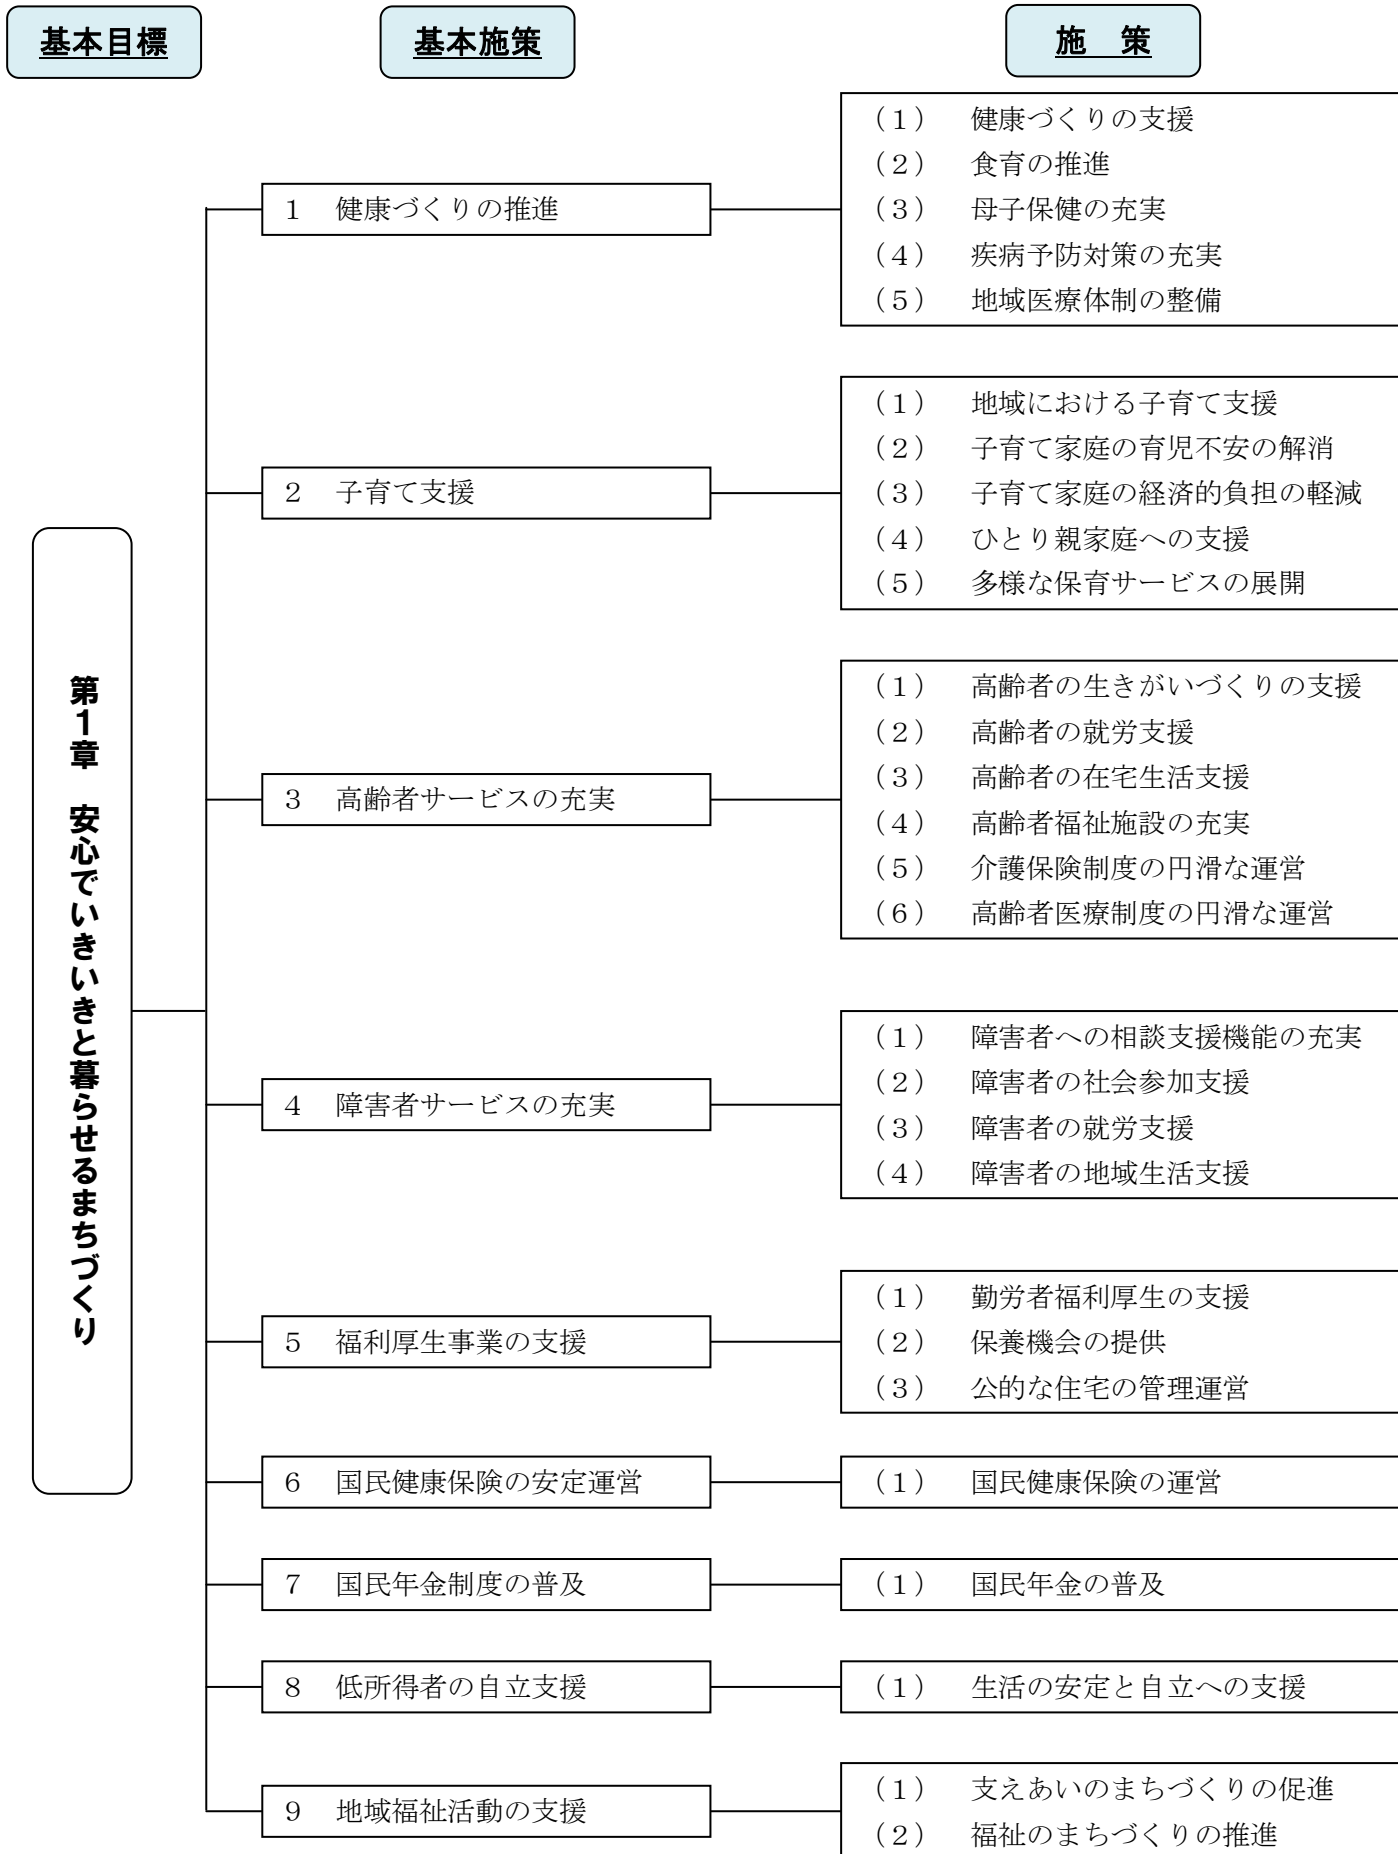 基本目標
基本施策
施　策
第１章　安心でいきいきと暮らせるまちづくり
１　健康づくりの推進
（１）　健康づくりの支援
（２）　食育の推進
（３）　母子保健の充実
（４）　疾病予防対策の充実
（５）　地域医療体制の整備
２　子育て支援
（１）　地域における子育て支援
（２）　子育て家庭の育児不安の解消
（３）　子育て家庭の経済的負担の軽減
（４）　ひとり親家庭への支援
（５）　多様な保育サービスの展開
３　高齢者サービスの充実
（１）　高齢者の生きがいづくりの支援
（２）　高齢者の就労支援
（３）　高齢者の在宅生活支援
（４）　高齢者福祉施設の充実
（５）　介護保険制度の円滑な運営
（６）　高齢者医療制度の円滑な運営
４　障害者サービスの充実
（１）　障害者への相談支援機能の充実
（２）　障害者の社会参加支援
（３）　障害者の就労支援
（４）　障害者の地域生活支援
５　福利厚生事業の支援
（１）　勤労者福利厚生の支援
（２）　保養機会の提供
（３）　公的な住宅の管理運営
６　国民健康保険の安定運営
（１）　国民健康保険の運営
７　国民年金制度の普及
（１）　国民年金の普及
８　低所得者の自立支援
（１）　生活の安定と自立への支援
９　地域福祉活動の支援
（１）　支えあいのまちづくりの促進
（２）　福祉のまちづくりの推進